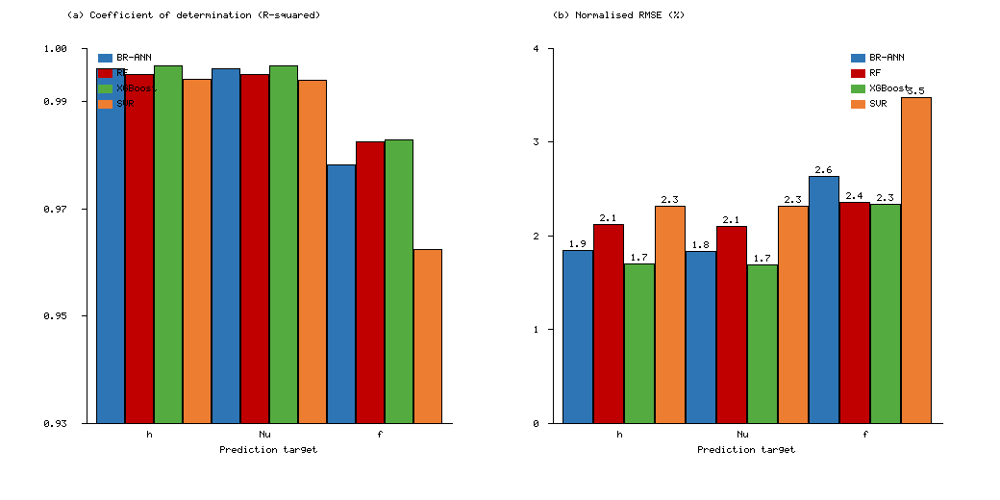 (a) Coefficient of determination (R-squared)
1.00
0.99
0.97
0.95
0.93
BR-ANN
RF
XGBoost
SVR
h Nu f
Prediction target
(b) Normalised RMSE (%)
4
3
2
1
0
BR-ANN
RF
XGBoost
SVR
1.9 2.1 1.7 2.3 1.8 2.1 1.7 2.3 2.6 2.4 2.3 3.5
h Nu f
Prediction target